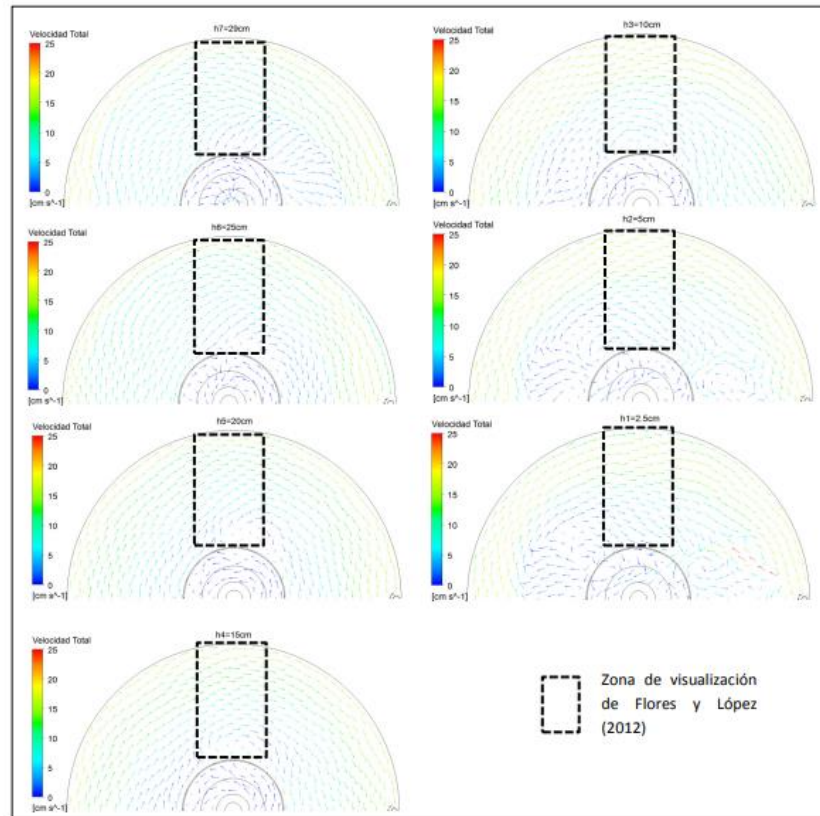 h7=29cm
Velocidad Total
25
20
15
10
5
0
[cm s^-1]
h3=10cm
Velocidad Total
25
20
15
10
5
0
[cm s^-1]
h6=25cm
Velocidad Total
25
20
15
10
5
0
[cm s^-1]
h2=5cm
Velocidad Total
25
20
15
10
5
0
[cm s^-1]
h5=20cm
Velocidad Total
25
20
15
10
5
0
[cm s^-1]
h1=2.5cm
Velocidad Total
25
20
15
10
5
0
[cm s^-1]
h4=15cm
Velocidad Total
25
20
15
10
5
0
[cm s^-1]
Zona de visualización
de Flores y López
(2012)